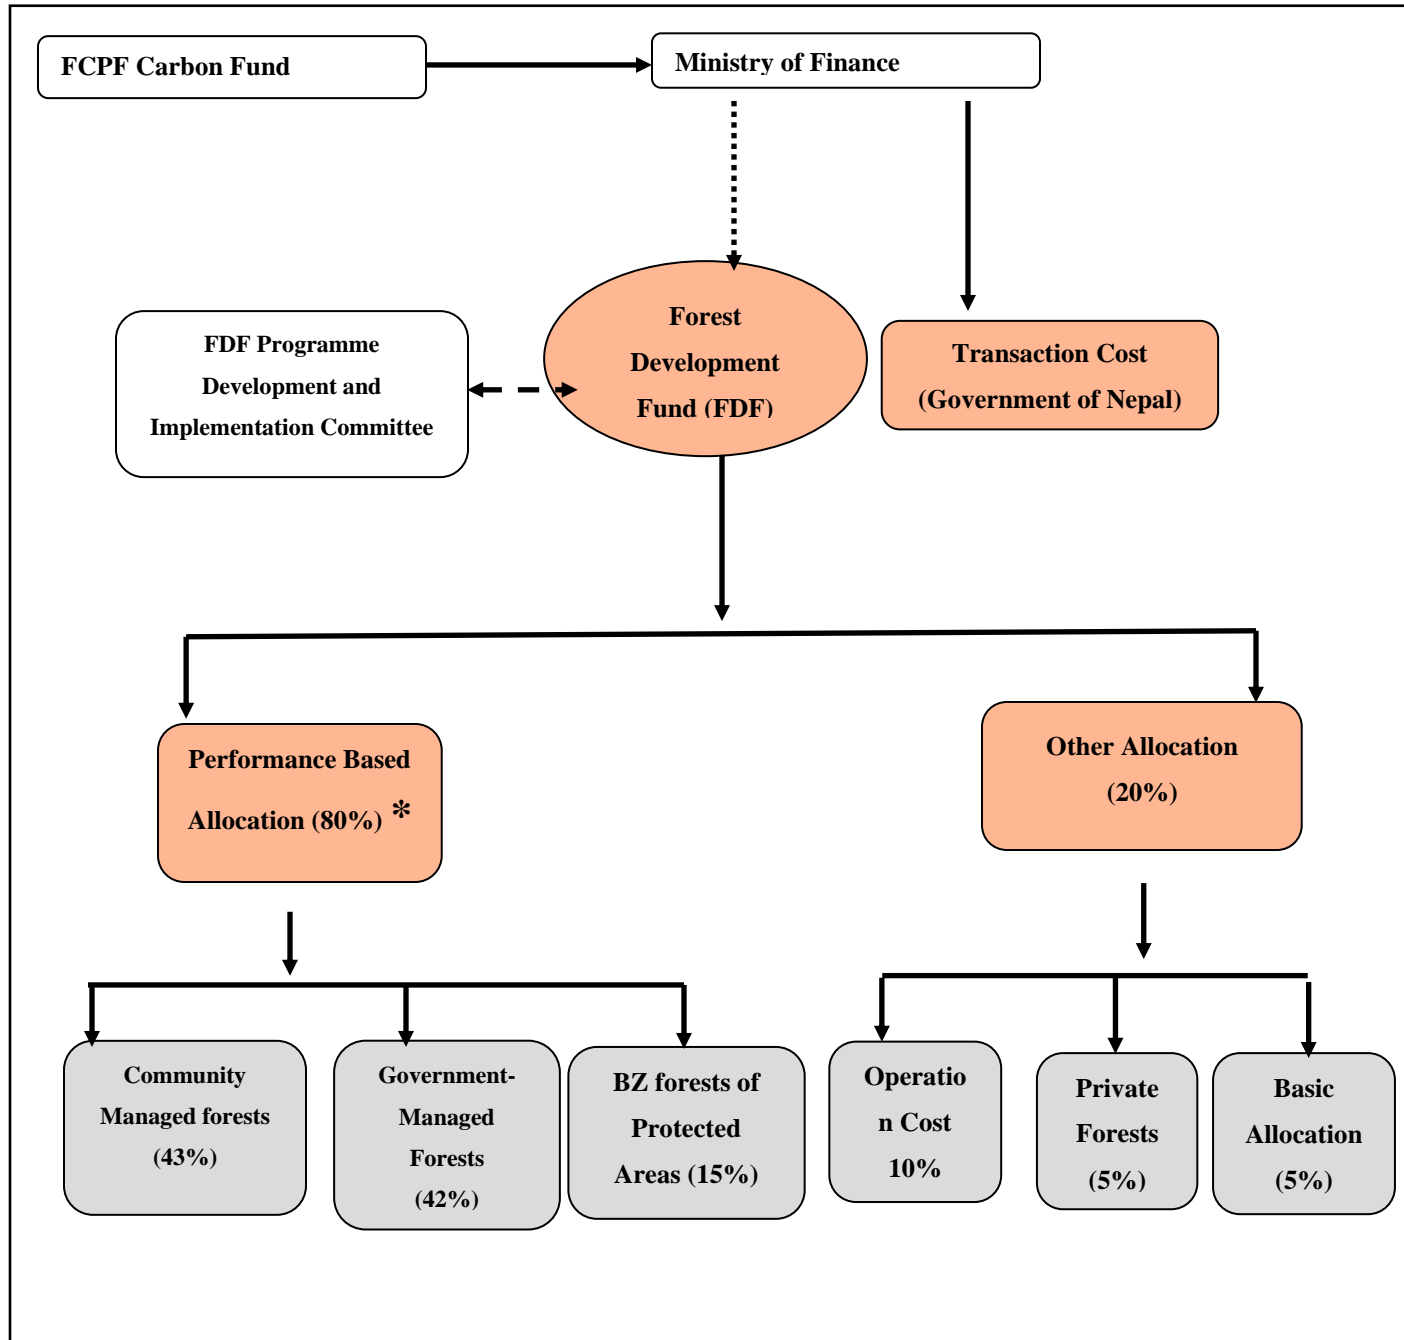 FCPF Carbon Fund
Ministry of Finance
Forest
Development
Fund (FDF)
FDF Programme
Development and
Implementation Committee
Transaction Cost
(Government of Nepal)
Performance Based
Allocation (80%) *
Other Allocation
(20%)
Community
Managed forests
(43%)
Government-
Managed
Forests
(42%)
BZ forests of
Protected
Areas (15%)
Operatio
n Cost
10%
Private
Forests
(5%)
Basic
Allocation
(5%)